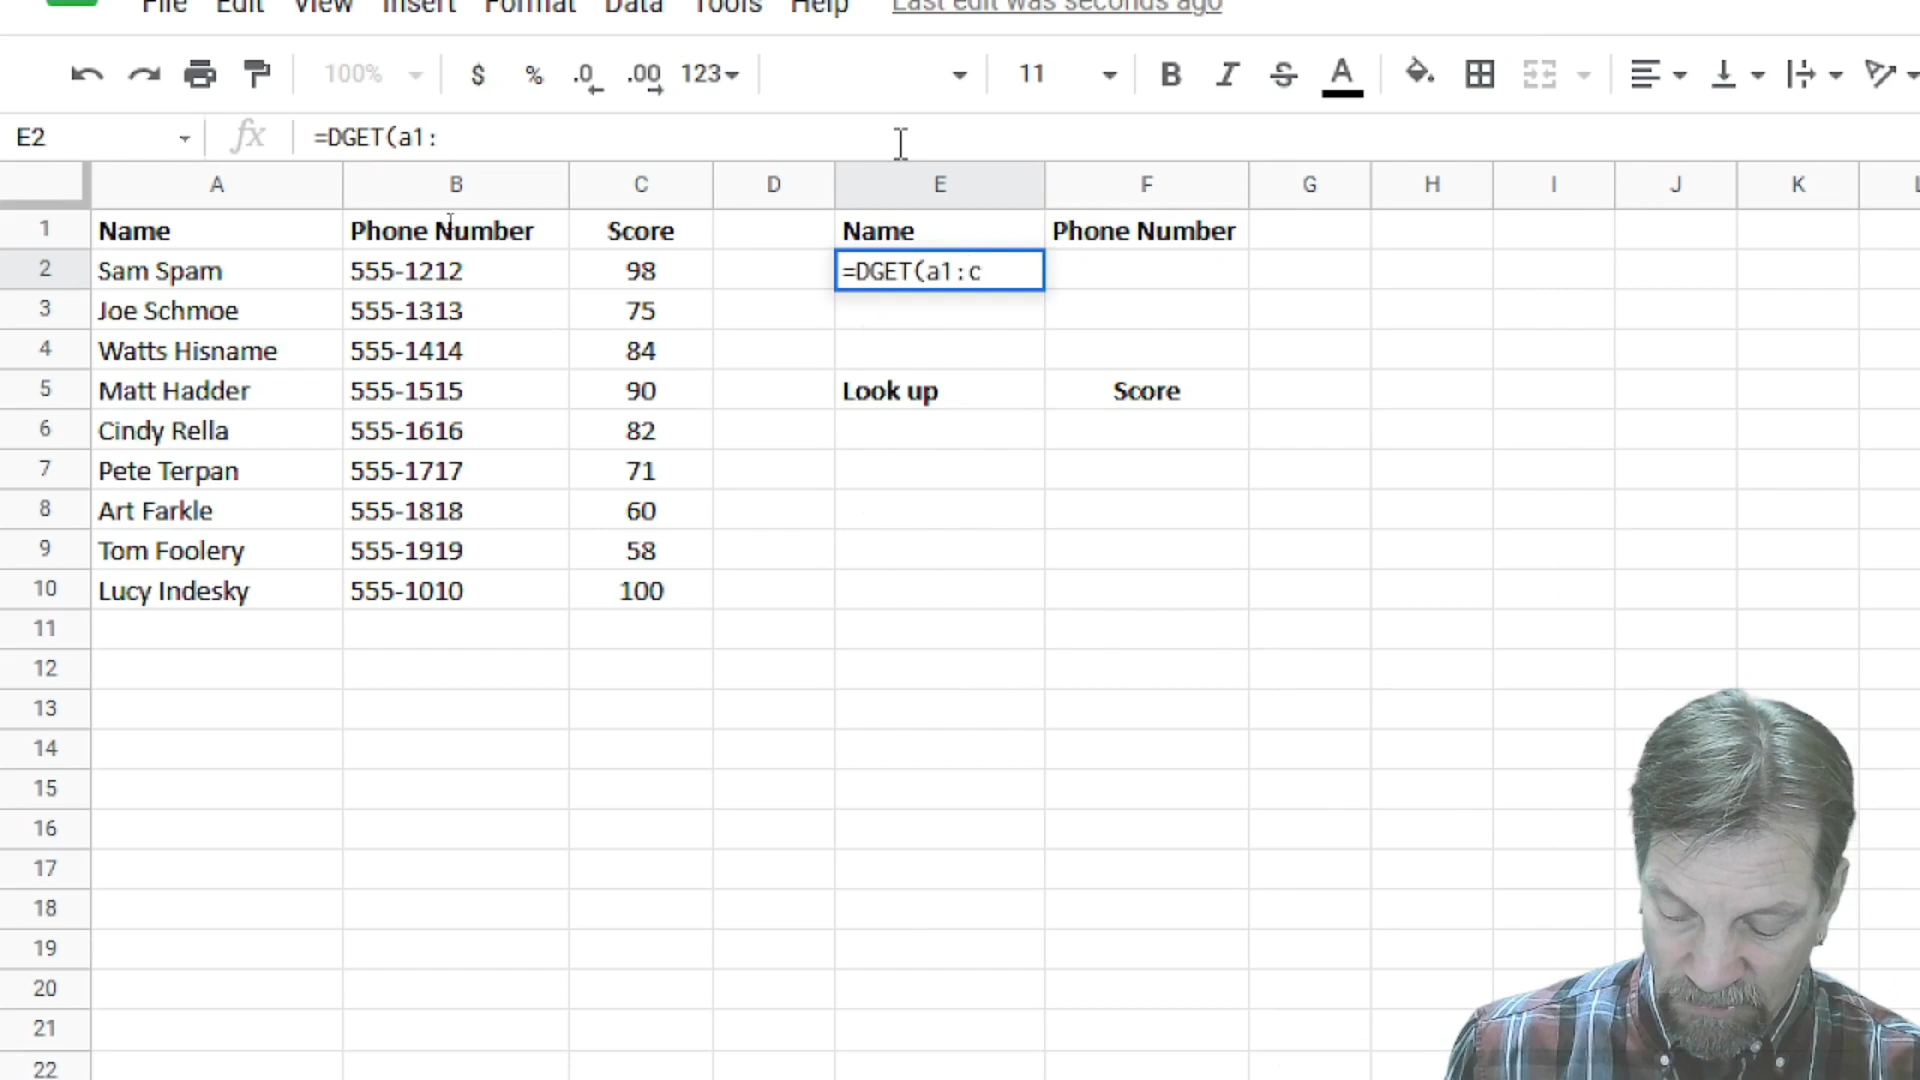 File Edit View Insert Format Data Tools Help Last edit was seconds ago
100% $ % .0 .00 123 11 B I S A
E2 fx =DGET(a1:
A B C D E F G H I J K L
1 Name Phone Number Score Name Phone Number
2 Sam Spam 555-1212 98 =DGET(a1:c
3 Joe Schmoe 555-1313 75
4 Watts Hisname 555-1414 84
5 Matt Hadder 555-1515 90 Look up Score
6 Cindy Rella 555-1616 82
7 Pete Terpan 555-1717 71
8 Art Farkle 555-1818 60
9 Tom Foolery 555-1919 58
10 Lucy Indesky 555-1010 100
11
12
13
14
15
16
17
18
19
20
21
22